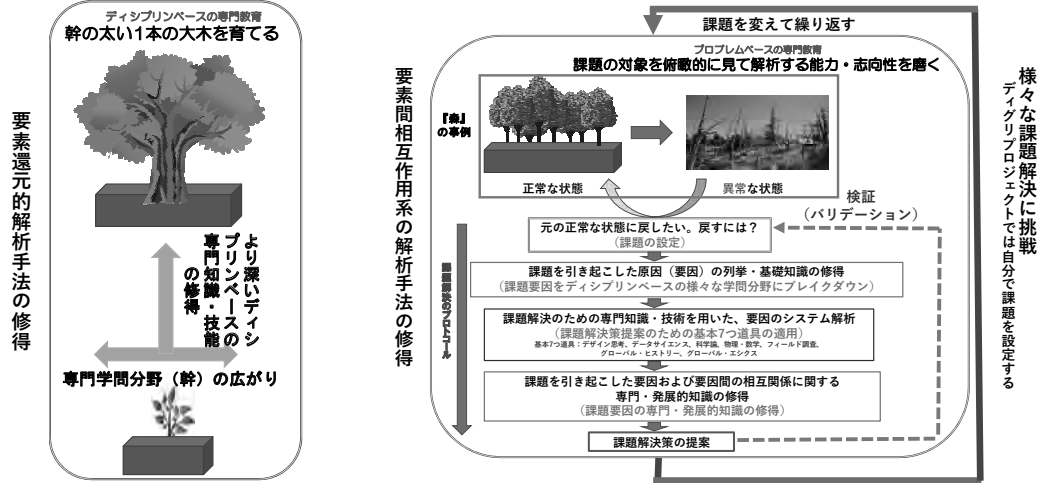 要素還元的解析手法の修得
ディシプリンベースの専門教育
幹の太い1本の大木を育てる
より深いディシ
プリンベースの
専門知識・技能
の修得
専門学問分野（幹）の広がり
要素間相互作用系の解析手法の修得
課題を変えて繰り返す
プロブレムベースの専門教育
課題の対象を俯瞰的に見て解析する能力・志向性を磨く
『森』
の事例
正常な状態
異常な状態
検証
（バリデーション）
課題解決のプロトコール
元の正常な状態に戻したい。戻すには？
（課題の設定）
課題を引き起こした原因（要因）の列挙・基礎知識の修得
（課題要因をディシプリンベースの様々な学問分野にブレイクダウン）
課題解決のための専門知識・技術を用いた、要因のシステム解析
（課題解決策提案のための基本7つ道具の適用）
基本7つ道具：デザイン思考、データサイエンス、科学論、物理・数学、フィールド調査、
グローバル・ヒストリー、グローバル・エシクス
課題を引き起こした要因および要因間の相互関係に関する
専門・発展的知識の修得
（課題要因の専門・発展的知識の修得）
課題解決策の提案
様々な課題解決に挑戦
ディグリプロジェクトでは自分で課題を設定する